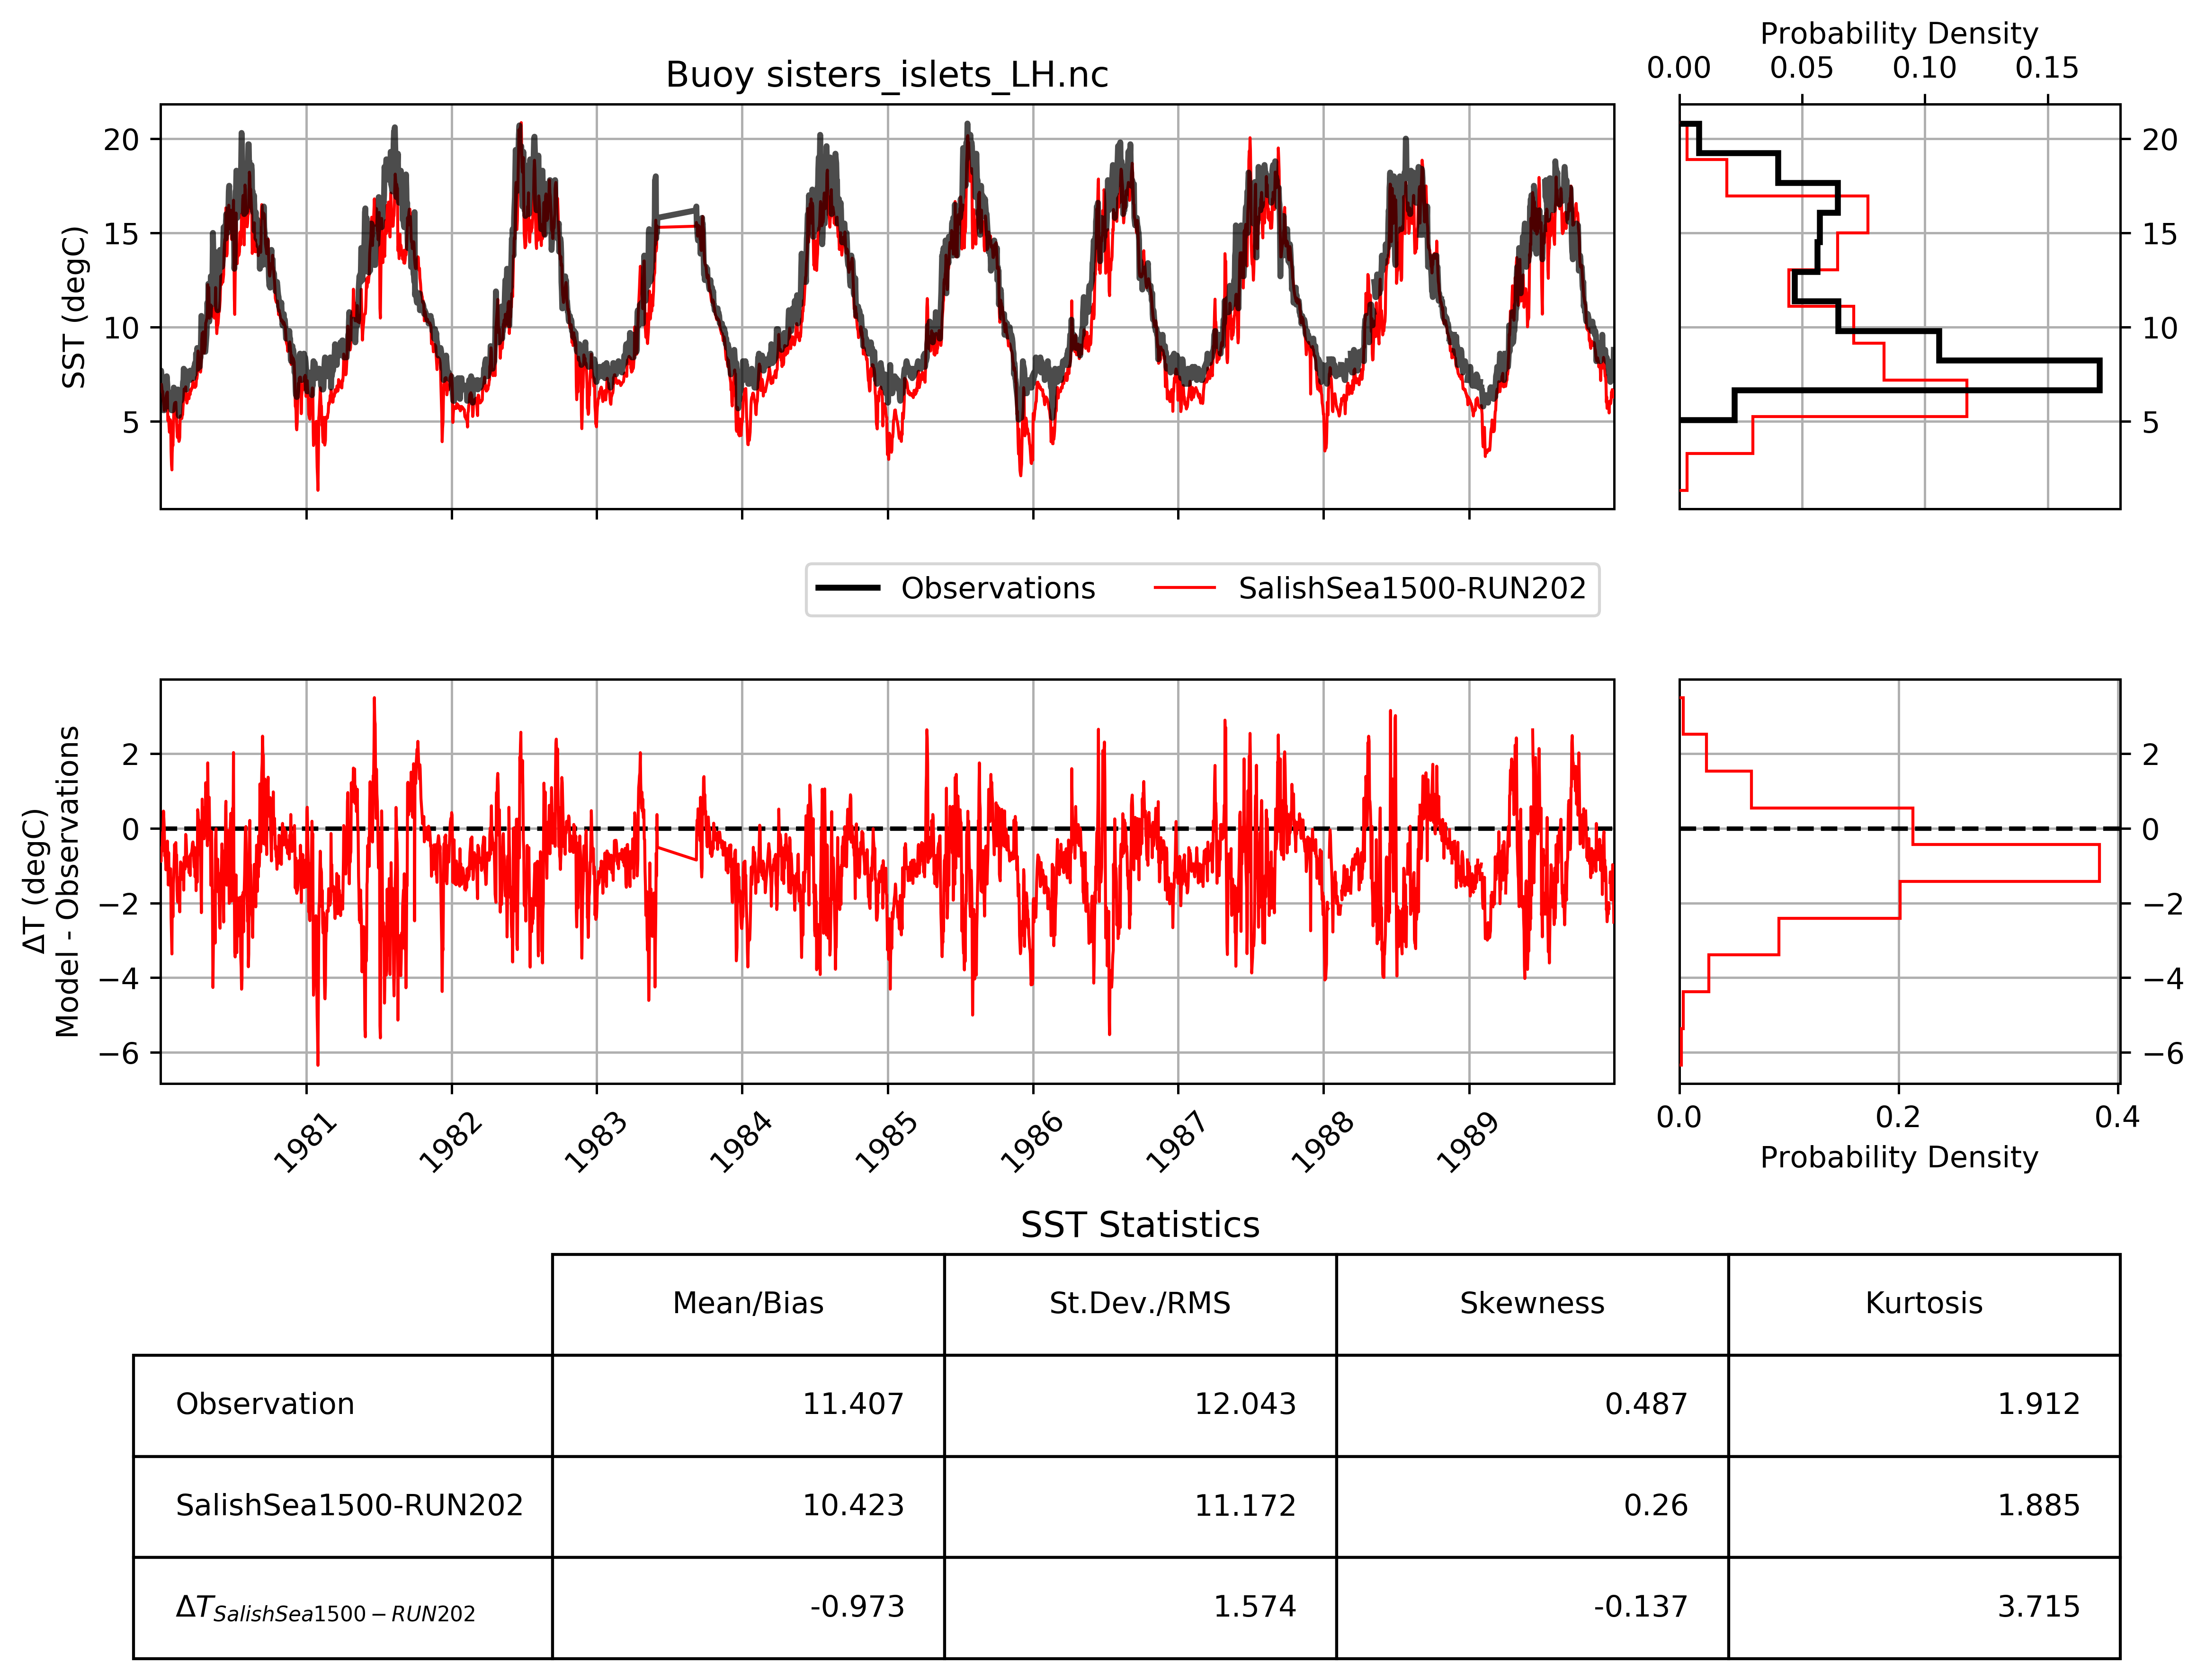 Probability Density
0.00 0.05 0.10 0.15
Buoy sisters_islets_LH.nc
SST (degC)
20
15
10
5
20
15
10
5
Observations SalishSea1500-RUN202
ΔT (degC)
Model - Observations
2
0
−2
−4
−6
2
0
−2
−4
−6
1981 1982 1983 1984 1985 1986 1987 1988 1989
0.0 0.2 0.4
Probability Density
SST Statistics
Mean/Bias St.Dev./RMS Skewness Kurtosis
Observation 11.407 12.043 0.487 1.912
SalishSea1500-RUN202 10.423 11.172 0.26 1.885
ΔT SalishSea1500−RUN202 -0.973 1.574 -0.137 3.715